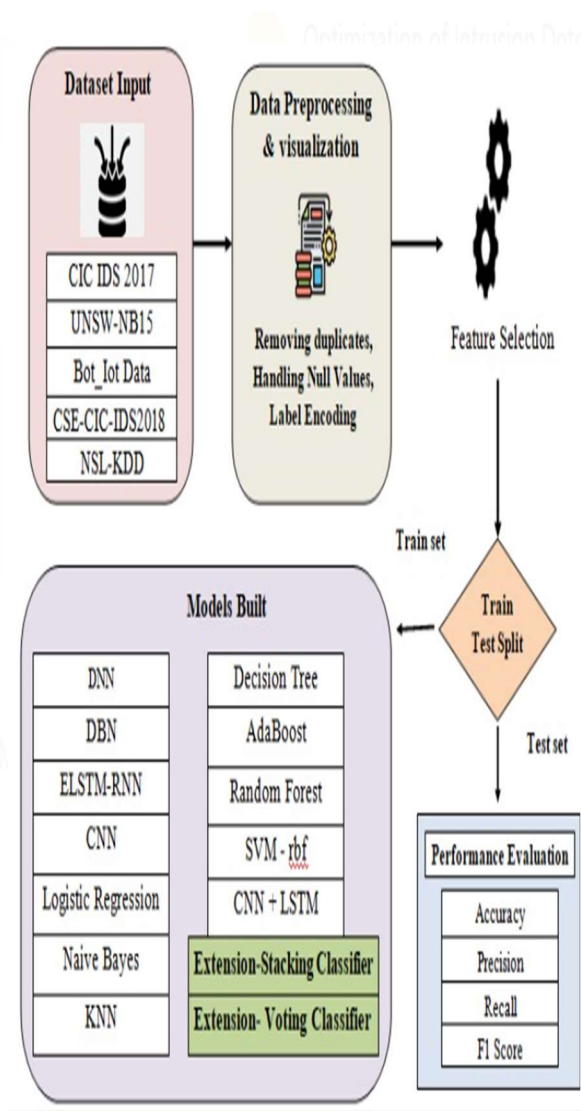 Optimization of Intrusion
Dataset Input
CIC IDS 2017
UNSW-NB15
Bot_Iot Data
CSE-CIC-IDS2018
NSL-KDD
Data Preprocessing
& visualization
Removing duplicates,
Handling Null Values,
Label Encoding
Feature Selection
Train set
Train
Test Split
Test set
Models Built
DNN
DBN
ELSTM-RNN
CNN
Logistic Regression
Naive Bayes
KNN
Decision Tree
AdaBoost
Random Forest
SVM - rbf
CNN + LSTM
Extension-Stacking Classifier
Extension- Voting Classifier
Performance Evaluation
Accuracy
Precision
Recall
F1 Score